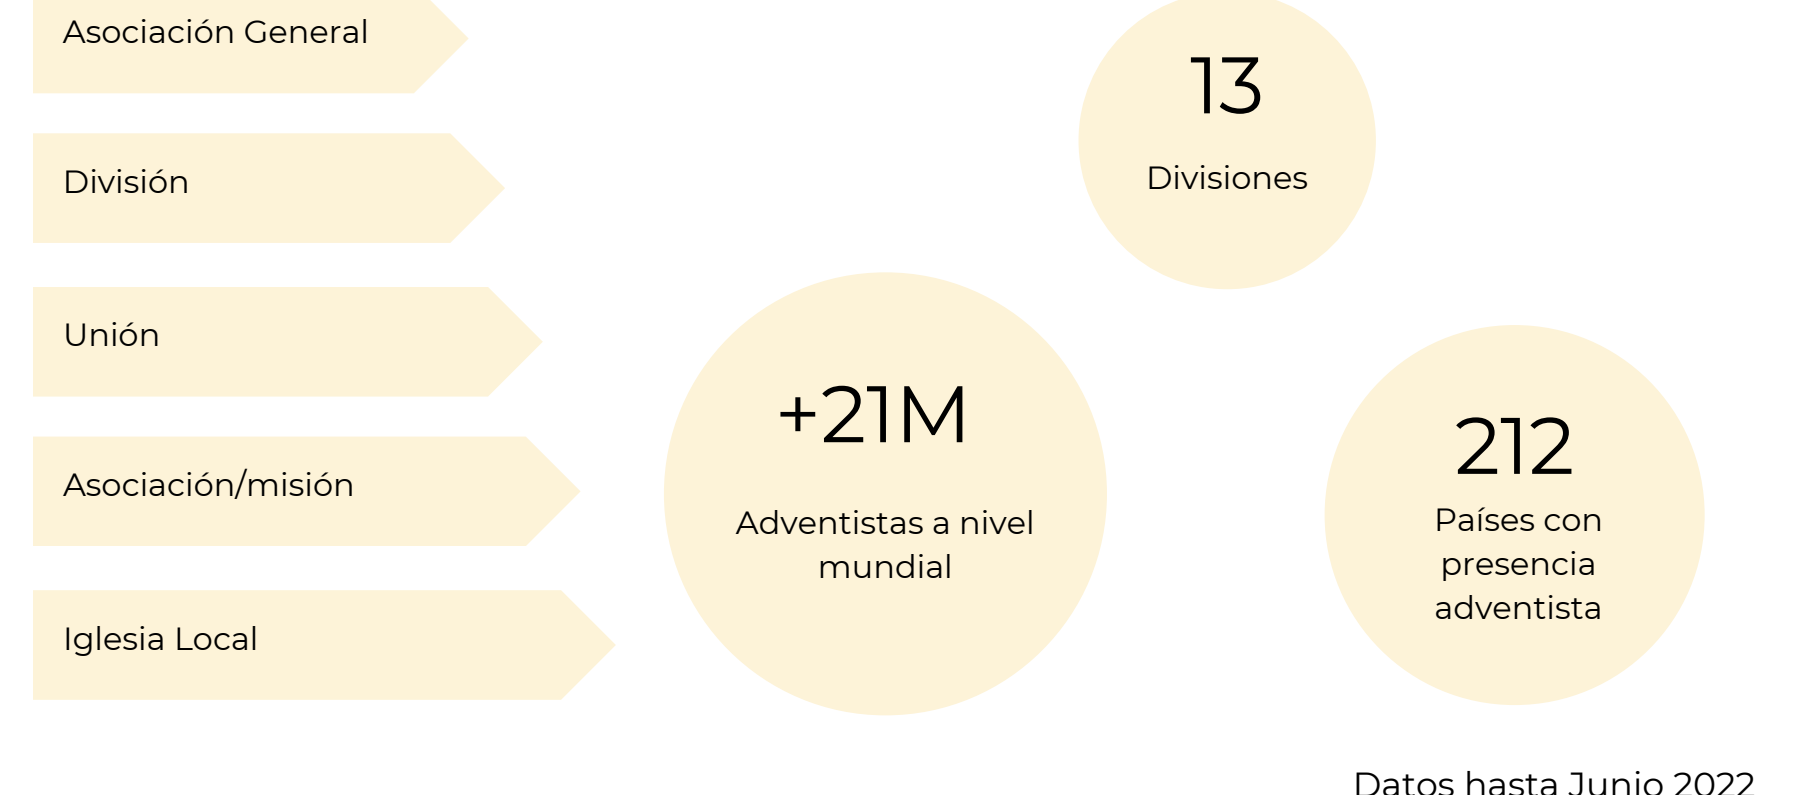 Asociación General
División
Unión
Asociación/misión
Iglesia Local
13
Divisiones
+21M
Adventistas a nivel
mundial
212
Países con
presencia
adventista
Datos hasta Junio 2022